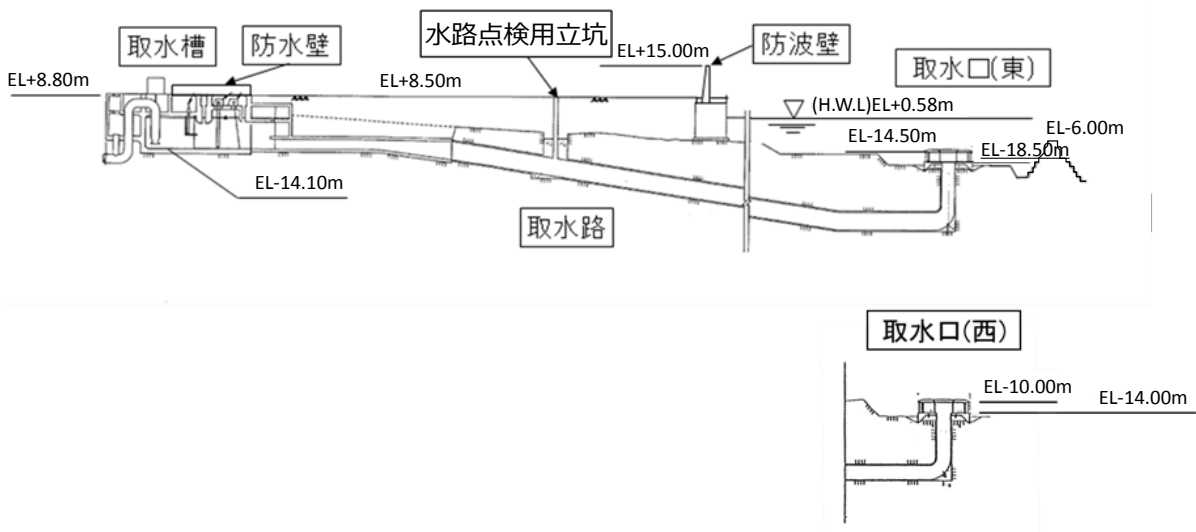 水路点検用立坑
取水槽
防水壁
EL+15.00m
防波壁
取水口(東)
EL+8.80m
EL+8.50m
(H.W.L)EL+0.58m
EL-14.50m
EL-6.00m
EL-18.50m
EL-14.10m
取水路
取水口(西)
EL-10.00m
EL-14.00m